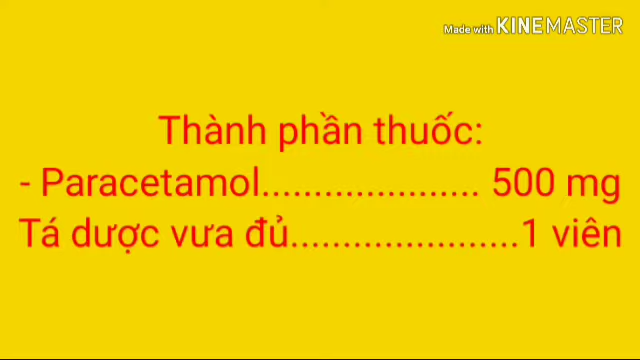 Made with KINEMASTER
Thành phần thuốc:
- Paracetamol..................... 500 mg
Tá dược vưa đủ......................1 viên